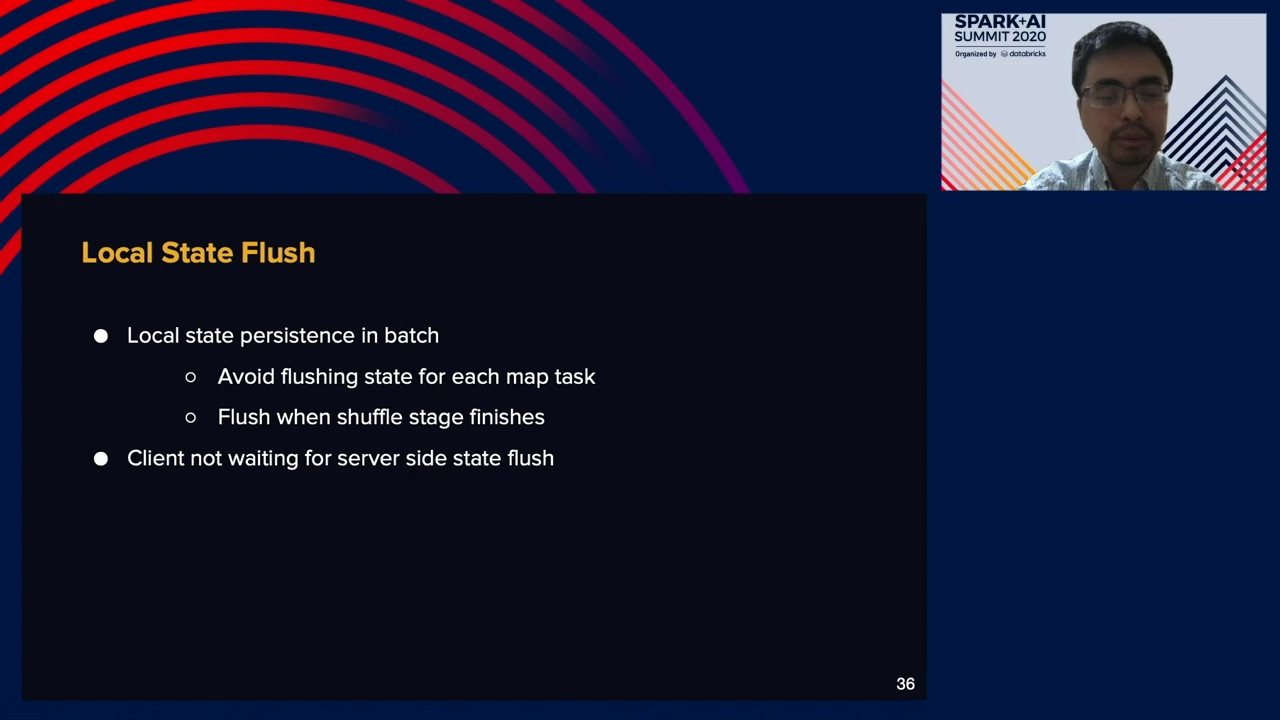 SPARK+AI
SUMMIT 2020
Organized by databricks
Local State Flush
Local state persistence in batch
Avoid flushing state for each map task
Flush when shuffle stage finishes
Client not waiting for server side state flush
36